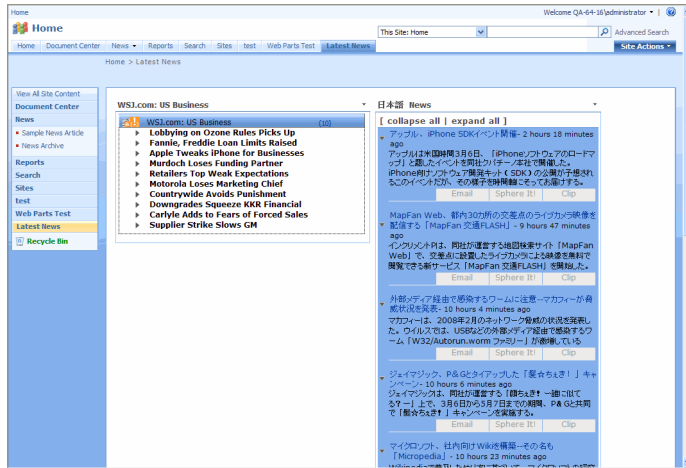 Home
Welcome QA-64-16\administrator
Home
This Site: Home
Advanced Search
Home Document Center News Reports Search Sites test Web Parts Test Latest News
Site Actions
Home > Latest News
View All Site Content
Document Center
News
Sample News Article
News Archive
Reports
Search
Sites
test
Web Parts Test
Latest News
Recycle Bin
WSJ.com: US Business
WSJ.com: US Business (10)
Lobbying on Ozone Rules Picks Up
Fannie, Freddie Loan Limits Raised
Apple Tweaks iPhone for Businesses
Murdoch Loses Funding Partner
Retailers Top Weak Expectations
Motorola Loses Marketing Chief
Countrywide Avoids Punishment
Downgrades Squeeze KKR Financial
Carlyle Adds to Fears of Forced Sales
Supplier Strike Slows GM
日本語 News
[ collapse all | expand all ]
アップル、iPhone SDKイベント開催- 2 hours 18 minutes
ago
アップルは米国時間3月6日、「iPhoneソフトウェアのロードマ
ップ」と題したイベントを同社クパチーノ本社で開催した。
iPhone向けソフトウェア開発キット（SDK）の公開が予想され
るこのイベントだが、その様子を時間軸にそってお届けする。
Email Sphere It! Clip
MapFan Web、都内30カ所の交差点のライブカメラ映像を
配信する「MapFan 交通FLASH」- 9 hours 47 minutes
ago
インクリメントPは、同社が運営する地図検索サイト「MapFan
Web」で、交差点に設置したライブカメラによる映像を無料で
閲覧できる新サービス「MapFan 交通FLASH」を開始した。
Email Sphere It! Clip
外部メディア経由で感染するワームに注意--マカフィーが脅
威状況を発表- 10 hours 4 minutes ago
マカフィーは、2008年2月のネットワーク脅威の状況を発表し
た。ウイルスでは、USBなどの外部メディア経由で感染するワ
ーム「W32/Autorun.worm ファミリー」が急増している
Email Sphere It! Clip
ジェイマジック、P&Gとタイアップした「髪☆ちぇき！」キャ
ンペーン- 10 hours 6 minutes ago
ジェイマジックは、同社が運営する「顔ちぇき! ー誰に似て
る？ー」上で、3月6日から5月7日までの期間、P&Gと共同
で「髪☆ちぇき！」キャンペーンを実施する。
Email Sphere It! Clip
マイクロソフト、社内向けWikiを構築--その名も
「Micropedia」- 10 hours 23 minutes ago